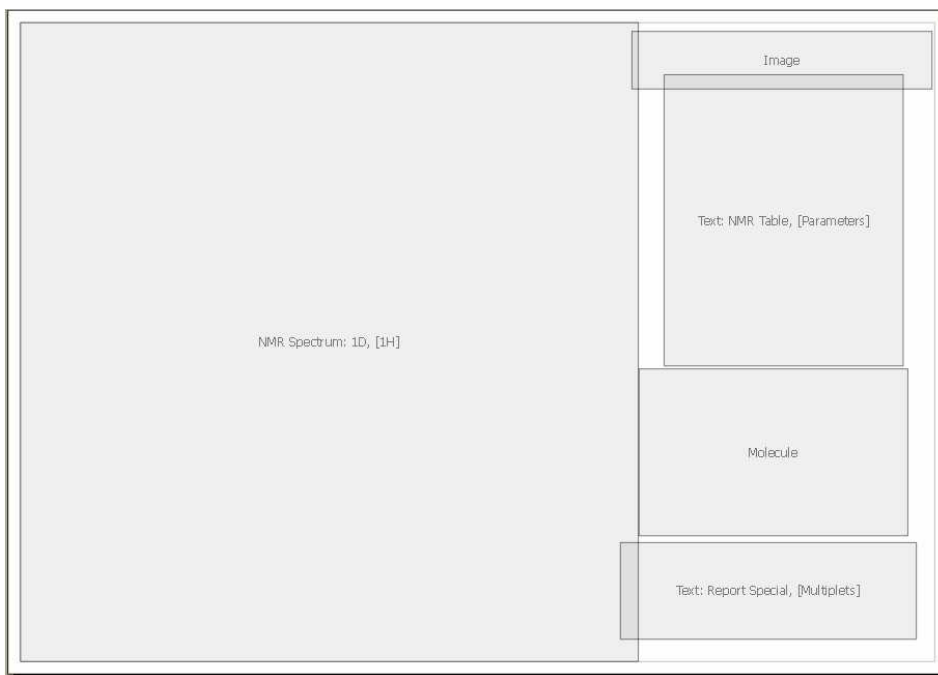 Image
Text: NMR Table, [Parameters]
NMR Spectrum: 1D, [1H]
Molecule
Text: Report Special, [Multiplets]